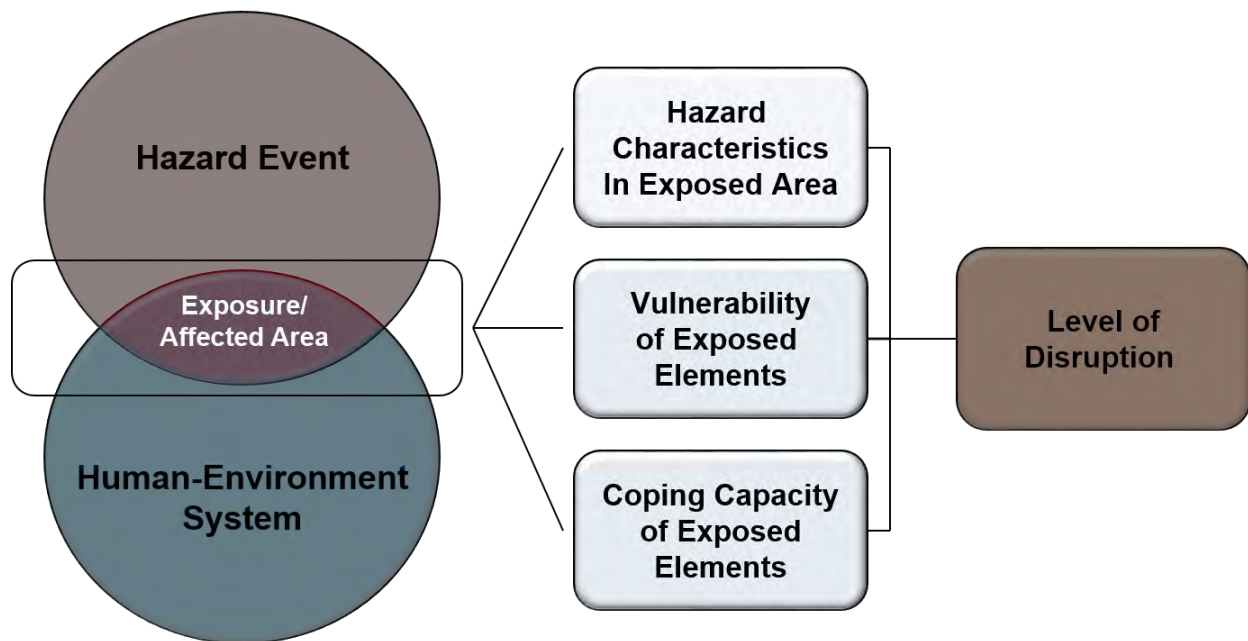 Hazard Event
Exposure/
Affected Area
Human-Environment
System
Hazard
Characteristics
In Exposed Area
Vulnerability
of Exposed
Elements
Coping Capacity
of Exposed
Elements
Level of
Disruption